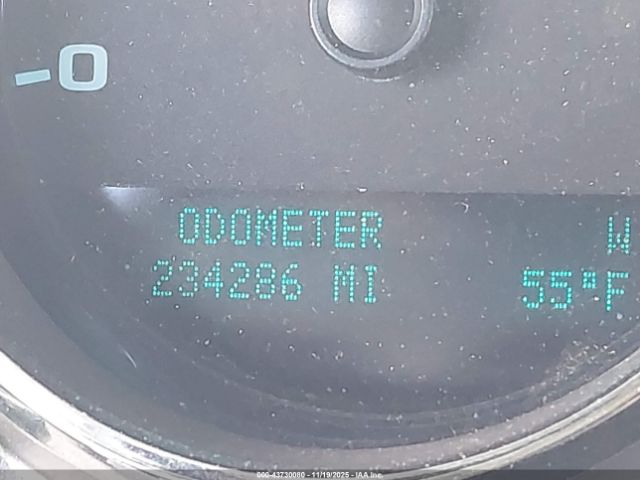 0
ODOMETER W
234286 MI 55°F
000-43730080 - 11/19/2025 - IAA Inc.